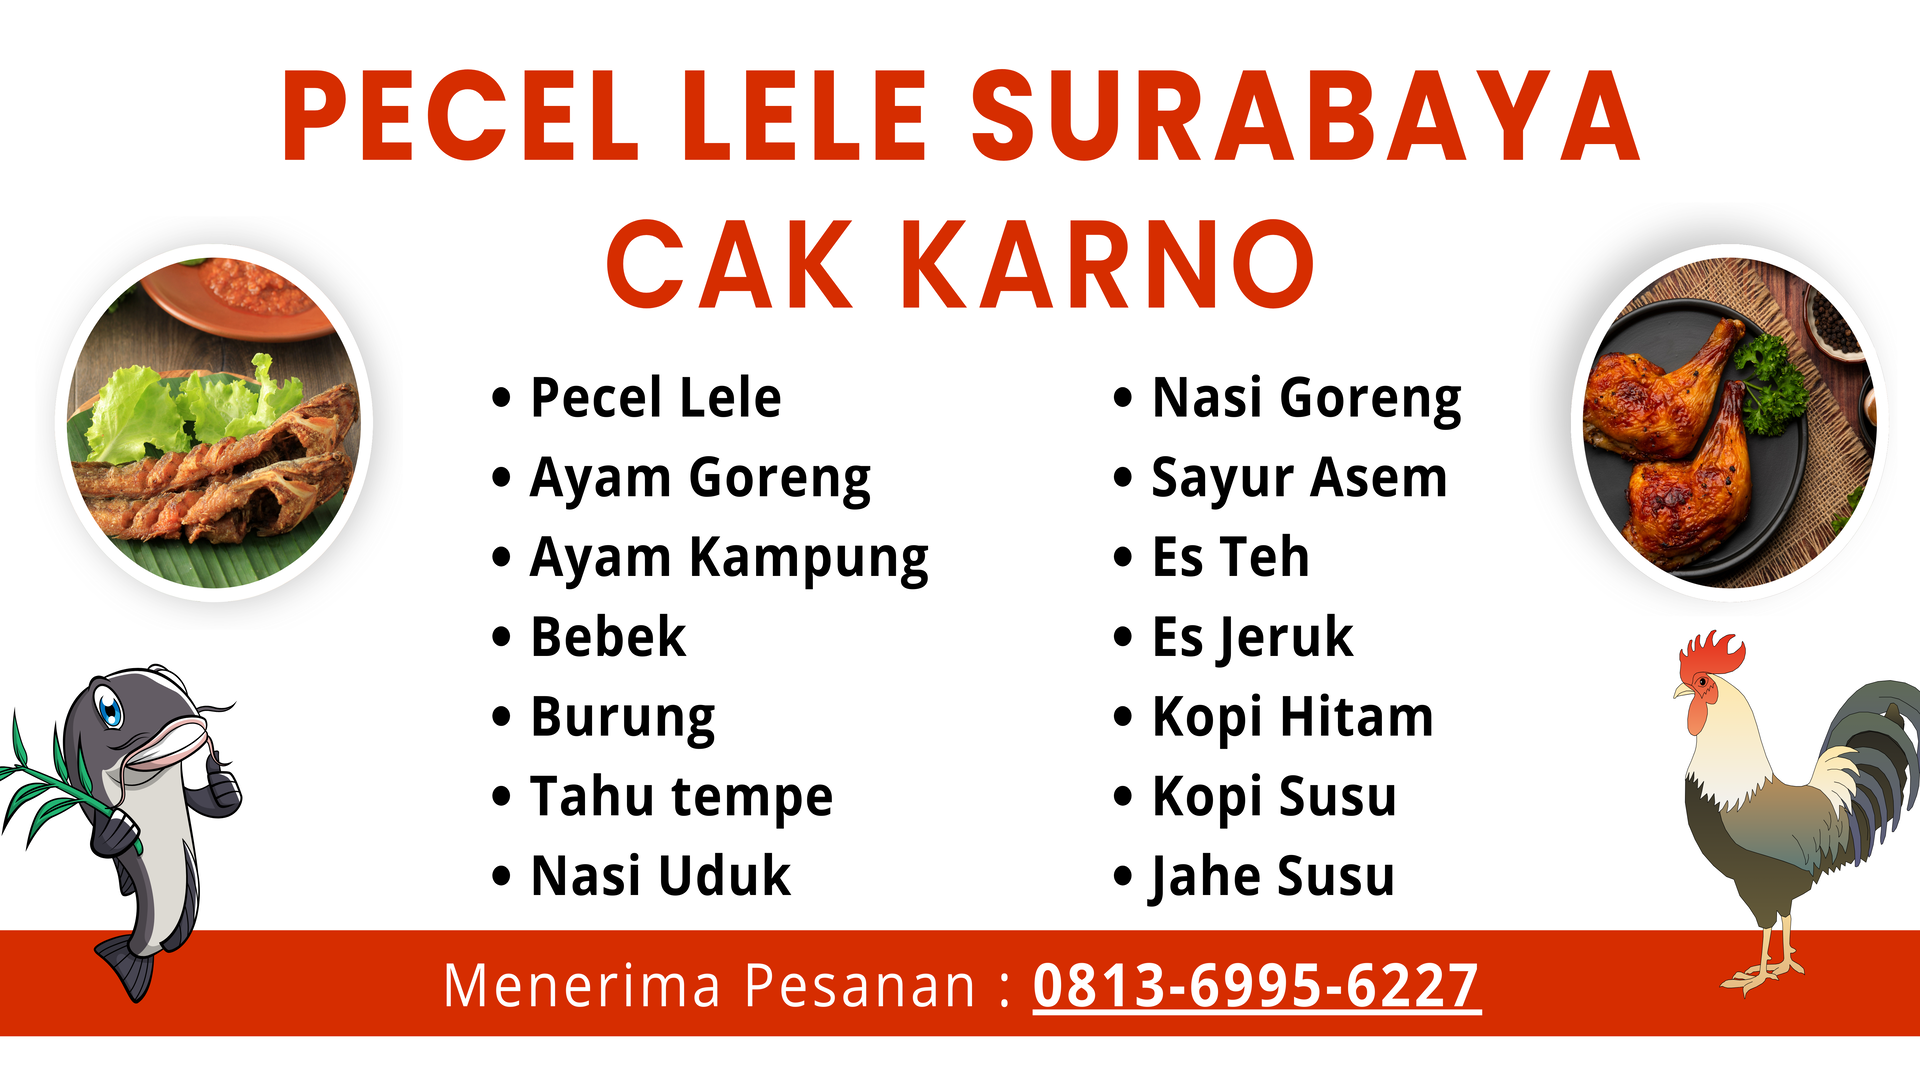 PECEL LELE SURABAYA
CAK KARNO
• Pecel Lele
• Ayam Goreng
• Ayam Kampung
• Bebek
• Burung
• Tahu tempe
• Nasi Uduk
• Nasi Goreng
• Sayur Asem
• Es Teh
• Es Jeruk
• Kopi Hitam
• Kopi Susu
• Jahe Susu
Menerima Pesanan : 0813-6995-6227